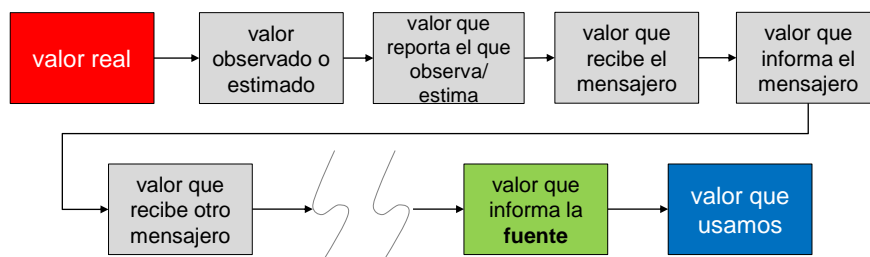 valor real
valor
observado o
estimado
valor que
reporta el que
observa/
estima
valor que
recibe el
mensajero
valor que
informa el
mensajero
valor que
recibe otro
mensajero
valor que
informa la
fuente
valor que
usamos